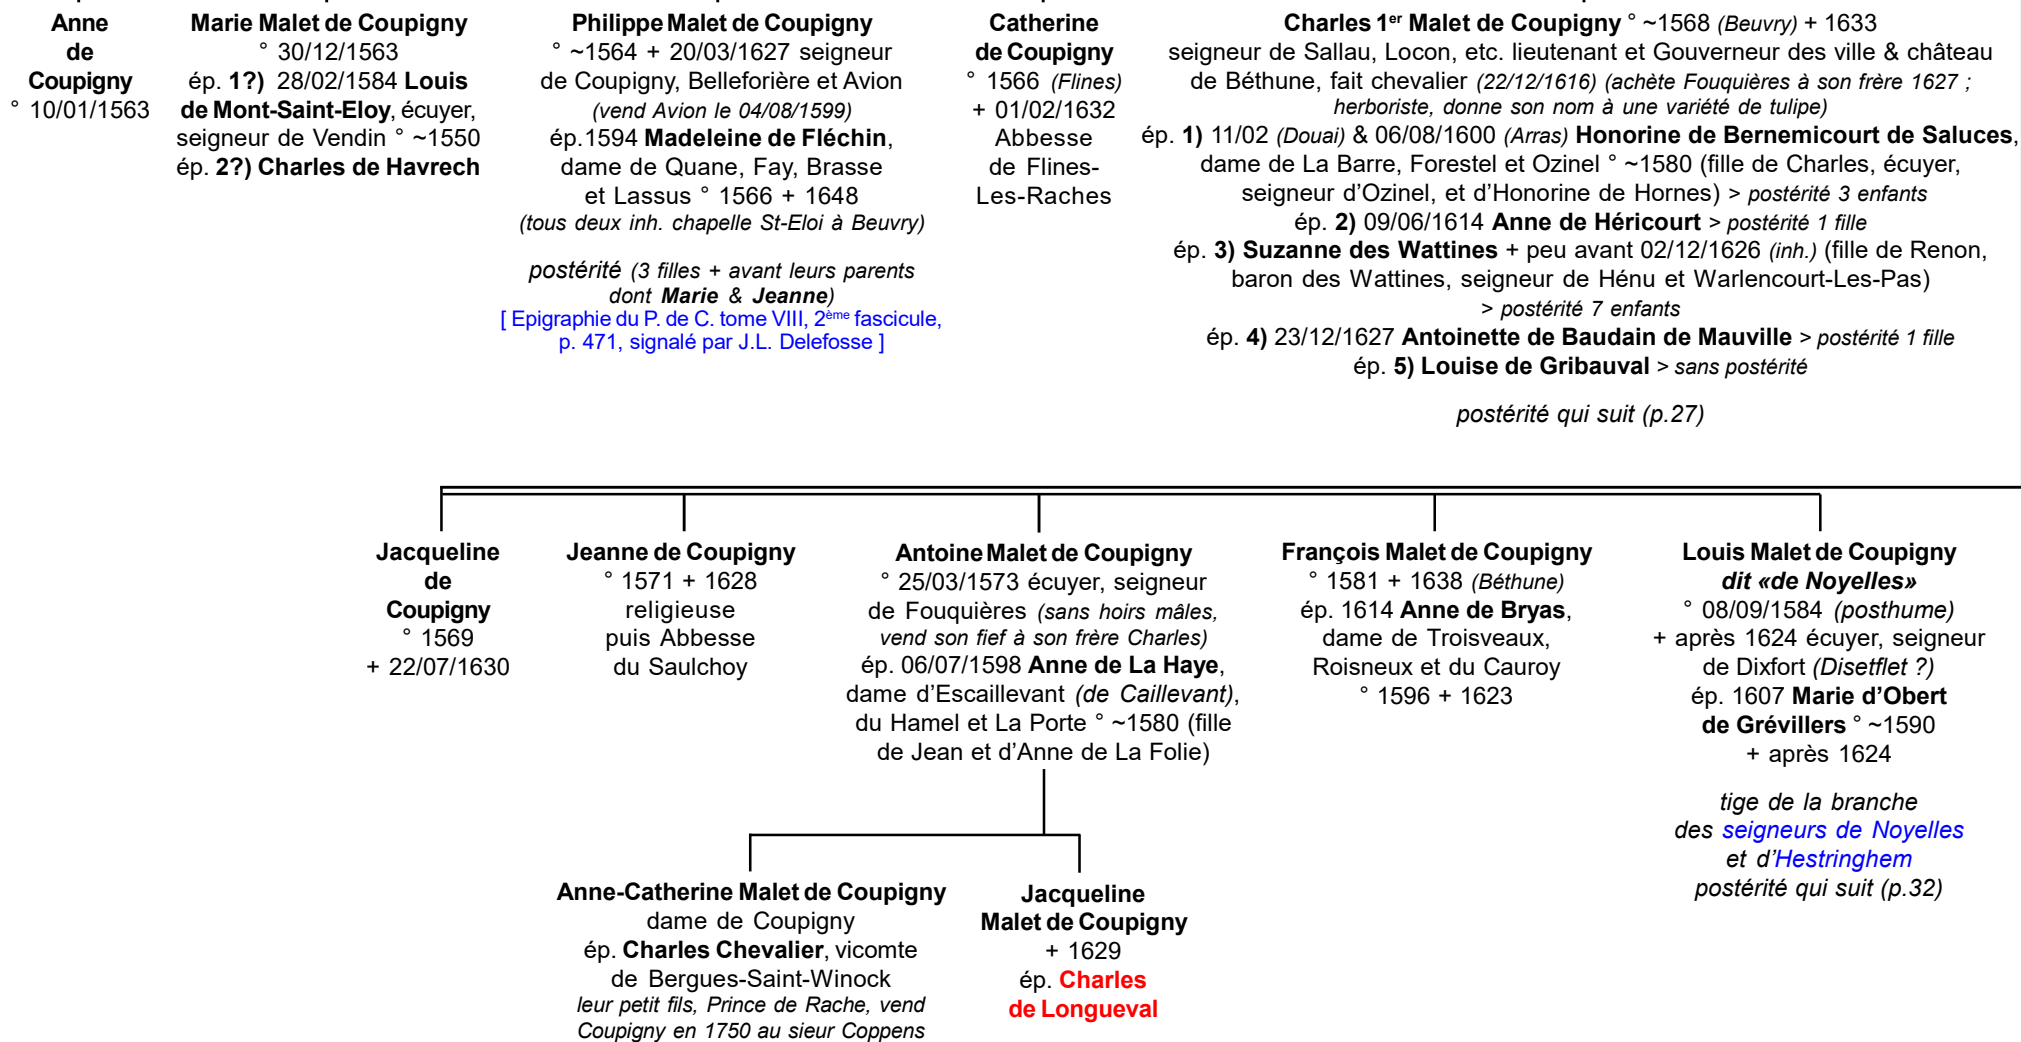 Anne
de
Coupigny
° 10/01/1563
Marie Malet de Coupigny
° 30/12/1563
ép. 1?) 28/02/1584 Louis
de Mont-Saint-Eloy, écuyer,
seigneur de Vendin ° ~1550
ép. 2?) Charles de Havrech
Philippe Malet de Coupigny
° ~1564 + 20/03/1627 seigneur
de Coupigny, Belleforière et Avion
(vend Avion le 04/08/1599)
ép.1594 Madeleine de Fléchin,
dame de Quane, Fay, Brasse
et Lassus ° 1566 + 1648
(tous deux inh. chapelle St-Eloi à Beuvry)
postérité (3 filles + avant leurs parents
dont Marie & Jeanne)
[ Epigraphie du P. de C. tome VIII, 2ème fascicule,
p. 471, signalé par J.L. Delefosse ]
Catherine
de Coupigny
° 1566 (Flines)
+ 01/02/1632
Abbesse
de Flines-
Les-Raches
Charles 1er Malet de Coupigny ° ~1568 (Beuvry) + 1633
seigneur de Sallau, Locon, etc. lieutenant et Gouverneur des ville & château
de Béthune, fait chevalier (22/12/1616) (achète Fouquières à son frère 1627 ;
herboriste, donne son nom à une variété de tulipe)
ép. 1) 11/02 (Douai) & 06/08/1600 (Arras) Honorine de Bernemicourt de Saluces,
dame de La Barre, Forestel et Ozinel ° ~1580 (fille de Charles, écuyer,
seigneur d'Ozinel, et d'Honorine de Hornes) > postérité 3 enfants
ép. 2) 09/06/1614 Anne de Héricourt > postérité 1 fille
ép. 3) Suzanne des Wattines + peu avant 02/12/1626 (inh.) (fille de Renon,
baron des Wattines, seigneur de Hénu et Warlencourt-Les-Pas)
> postérité 7 enfants
ép. 4) 23/12/1627 Antoinette de Baudain de Mauville > postérité 1 fille
ép. 5) Louise de Gribauval > sans postérité
postérité qui suit (p.27)
Jacqueline
de
Coupigny
° 1569
+ 22/07/1630
Jeanne de Coupigny
° 1571 + 1628
religieuse
puis Abbesse
du Saulchoy
Antoine Malet de Coupigny
° 25/03/1573 écuyer, seigneur
de Fouquières (sans hoirs mâles,
vend son fief à son frère Charles)
ép. 06/07/1598 Anne de La Haye,
dame d'Escaillevant (de Caillevant),
du Hamel et La Porte ° ~1580 (fille
de Jean et d'Anne de La Folie)
François Malet de Coupigny
° 1581 + 1638 (Béthune)
ép. 1614 Anne de Bryas,
dame de Troisveaux,
Roisneux et du Cauroy
° 1596 + 1623
Louis Malet de Coupigny
dit «de Noyelles»
° 08/09/1584 (posthume)
+ après 1624 écuyer, seigneur
de Dixfort (Disetflet ?)
ép. 1607 Marie d'Obert
de Grévillers ° ~1590
+ après 1624
tige de la branche
des seigneurs de Noyelles
et d'Hestringhem
postérité qui suit (p.32)
Anne-Catherine Malet de Coupigny
dame de Coupigny
ép. Charles Chevalier, vicomte
de Bergues-Saint-Winock
leur petit fils, Prince de Rache, vend
Coupigny en 1750 au sieur Coppens
Jacqueline
Malet de Coupigny
+ 1629
ép. Charles
de Longueval